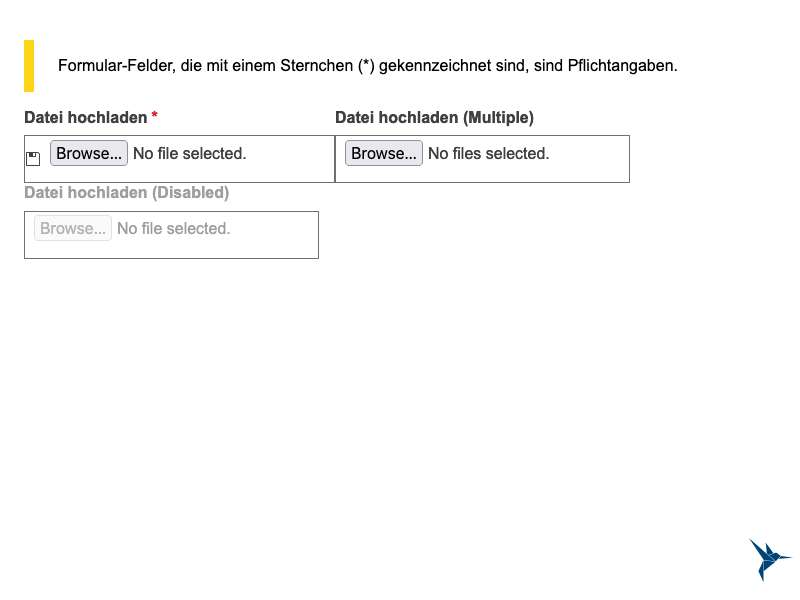 Formular-Felder, die mit einem Sternchen (*) gekennzeichnet sind, sind Pflichtangaben.
Datei hochladen * Datei hochladen (Multiple)
Browse... No file selected. Browse... No files selected.
Datei hochladen (Disabled)
Browse... No file selected.